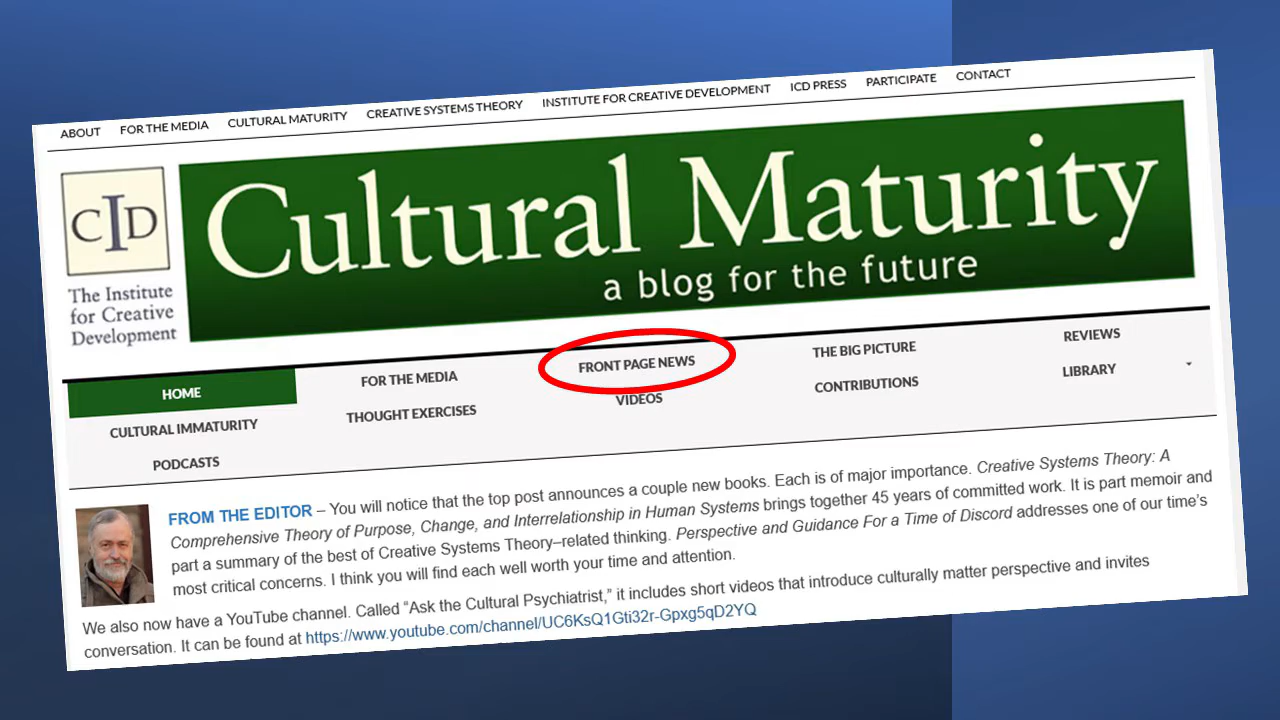 ABOUT FOR THE MEDIA CULTURAL MATURITY CREATIVE SYSTEMS THEORY INSTITUTE FOR CREATIVE DEVELOPMENT ICD PRESS PARTICIPATE CONTACT
CID
The Institute
for Creative
Development
Cultural Maturity
a blog for the future
HOME FOR THE MEDIA FRONT PAGE NEWS THE BIG PICTURE REVIEWS
CULTURAL IMMATURITY THOUGHT EXERCISES VIDEOS CONTRIBUTIONS LIBRARY
PODCASTS
FROM THE EDITOR – You will notice that the top post announces a couple new books. Each is of major importance. Creative Systems Theory: A
Comprehensive Theory of Purpose, Change, and Interrelationship in Human Systems brings together 45 years of committed work. It is part memoir and
part a summary of the best of Creative Systems Theory–related thinking. Perspective and Guidance For a Time of Discord addresses one of our time's
most critical concerns. I think you will find each well worth your time and attention.
We also now have a YouTube channel. Called "Ask the Cultural Psychiatrist," it includes short videos that introduce culturally matter perspective and invites
conversation. It can be found at https://www.youtube.com/channel/UC6KsQ1Gti32r-Gpxg5qD2YQ